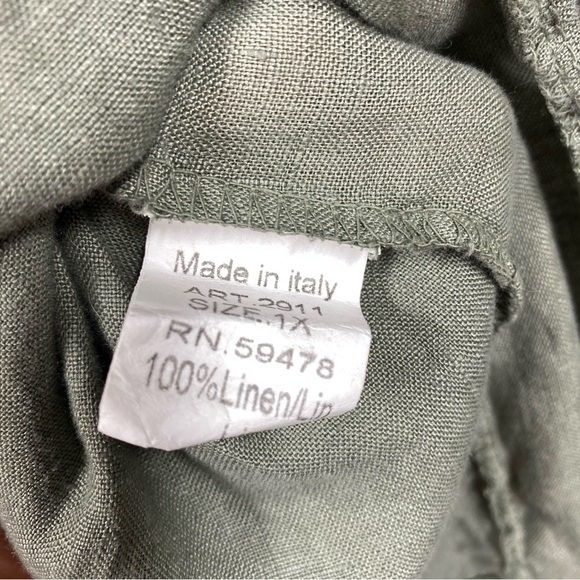 Made in italy
ART.2911
SIZE.1X
RN.59478
100%Linen/Lin